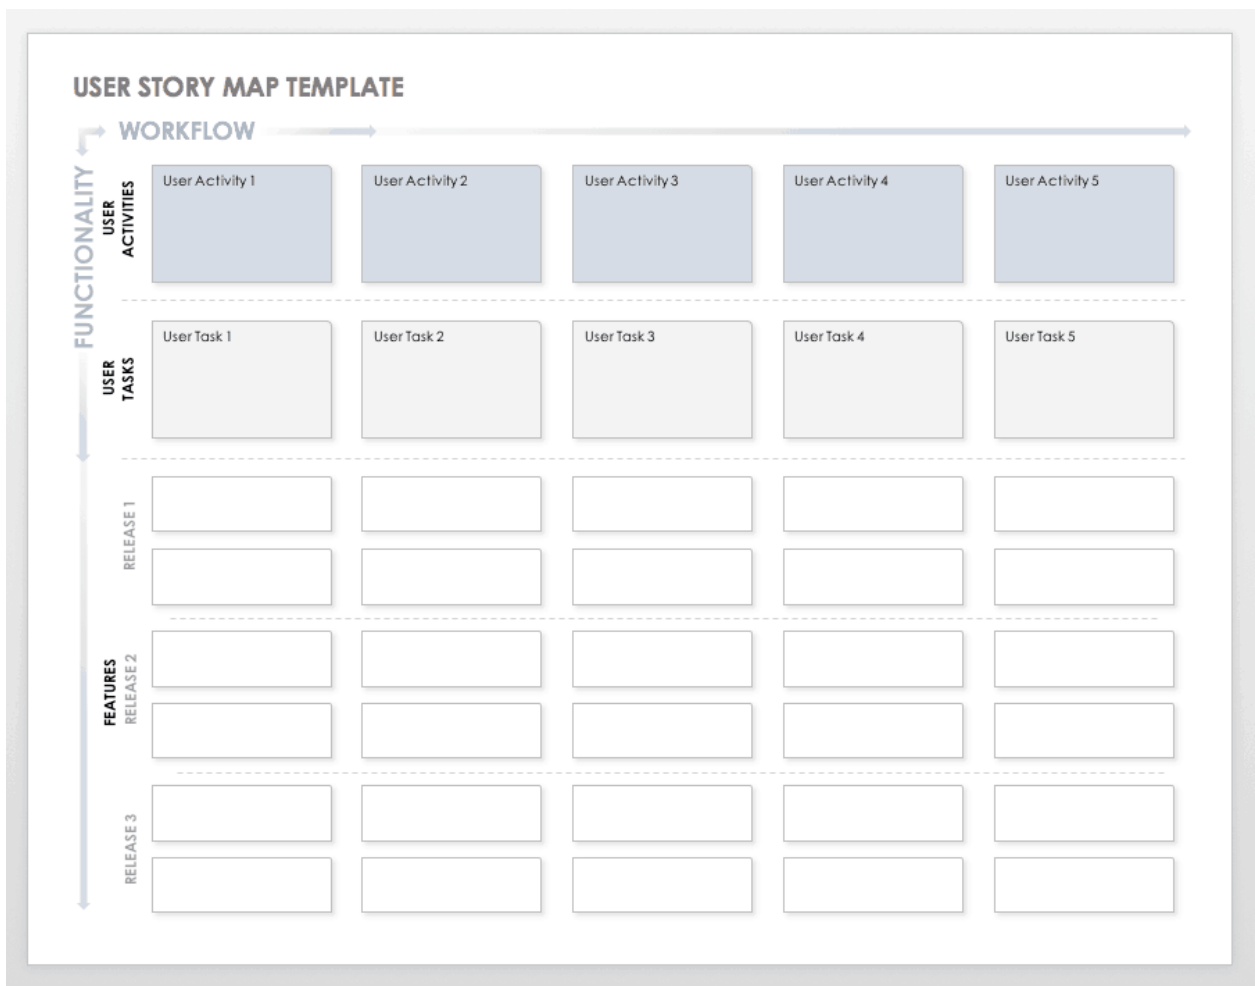 USER STORY MAP TEMPLATE
WORKFLOW
FUNCTIONALITY
USER
ACTIVITIES
User Activity 1
User Activity 2
User Activity 3
User Activity 4
User Activity 5
USER
TASKS
User Task 1
User Task 2
User Task 3
User Task 4
User Task 5
FEATURES
RELEASE 1
RELEASE 2
RELEASE 3